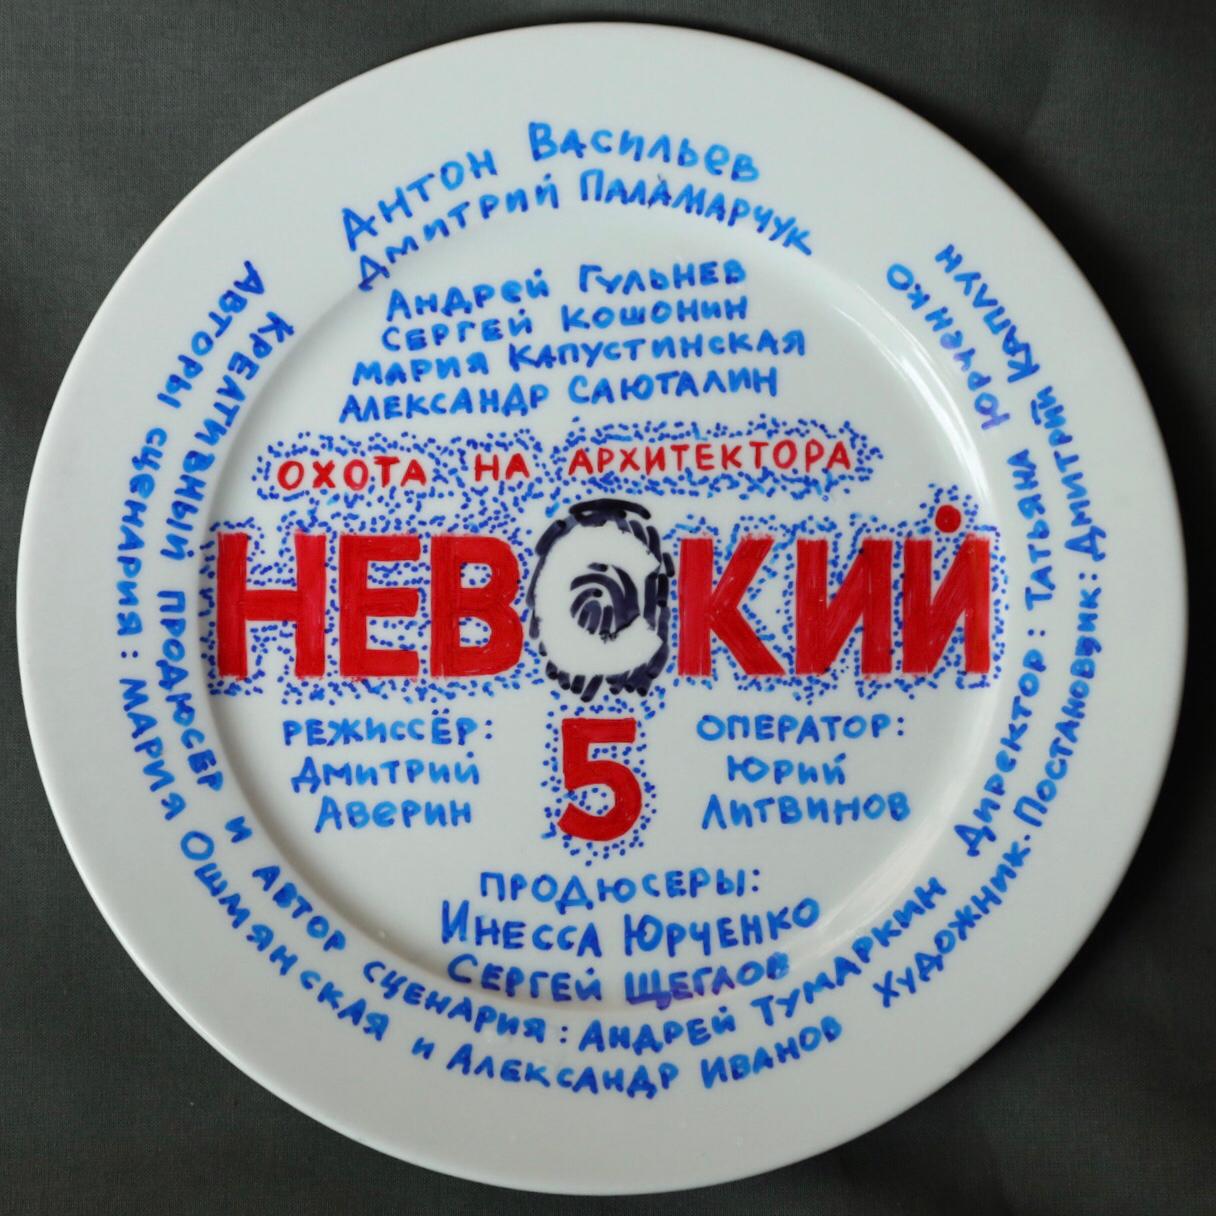 Антон Васильев
Дмитрий Паламарчук
Андрей Гульнев
Сергей Кошонин
Мария Капустинская
Александр Саюталин
ОХОТА НА АРХИТЕКТОРА
НЕВСКИЙ
5
Режиссёр:
Дмитрий
Аверин
Оператор:
Юрий
Литвинов
Продюсеры:
Инесса Юрченко
Сергей Щеглов
Креативный продюсер и автор сценария: Андрей Тумаркин
Авторы сценария: Мария Ошмянская и Александр Иванов
Директор: Татьяна Юрченко
Художник-Постановщик: Дмитрий Каплун